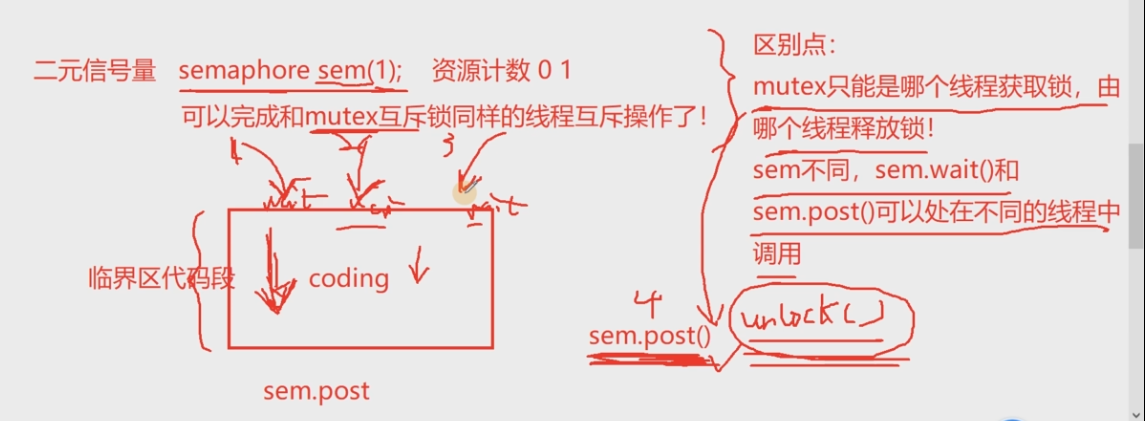 二元信号量 semaphore sem(1); 资源计数 0 1
可以完成和mutex互斥锁同样的线程互斥操作了！
1
2
3
wait
wait
wait
临界区代码段
coding
sem.post
区别点：
mutex只能是哪个线程获取锁，由
哪个线程释放锁！
sem不同，sem.wait()和
sem.post()可以处在不同的线程中
调用
4
sem.post()
unlock()